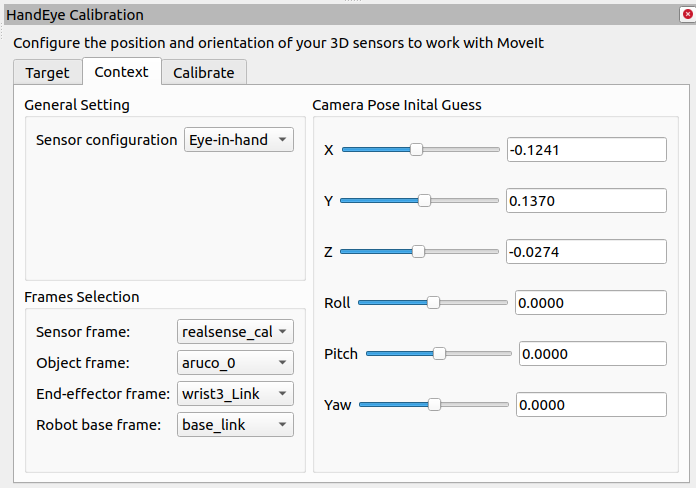 HandEye Calibration
Configure the position and orientation of your 3D sensors to work with MoveIt
Target Context Calibrate
General Setting
Sensor configuration Eye-in-hand
Frames Selection
Sensor frame: realsense_cal
Object frame: aruco_0
End-effector frame: wrist3_Link
Robot base frame: base_link
Camera Pose Inital Guess
X -0.1241
Y 0.1370
Z -0.0274
Roll 0.0000
Pitch 0.0000
Yaw 0.0000